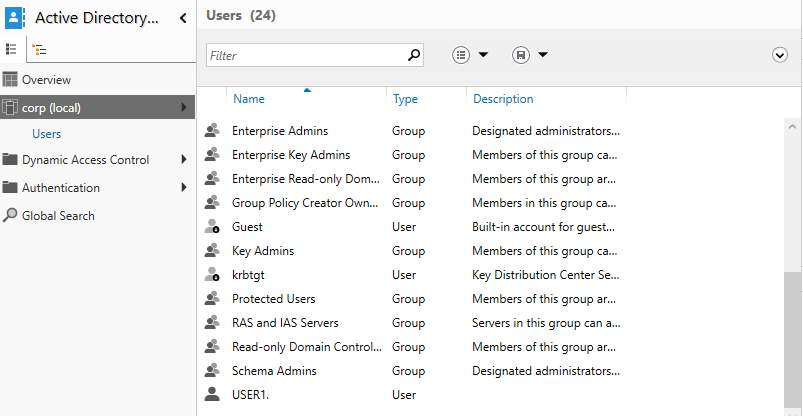 Active Directory...
Overview
corp (local)
Users
Dynamic Access Control
Authentication
Global Search
Users (24)
Filter
Name Type Description
Enterprise Admins Group Designated administrators...
Enterprise Key Admins Group Members of this group ca...
Enterprise Read-only Dom... Group Members of this group ar...
Group Policy Creator Own... Group Members in this group can...
Guest User Built-in account for guest...
Key Admins Group Members of this group ca...
krbtgt User Key Distribution Center Se...
Protected Users Group Members of this group ar...
RAS and IAS Servers Group Servers in this group can a...
Read-only Domain Control... Group Members of this group ar...
Schema Admins Group Designated administrators...
USER1. User